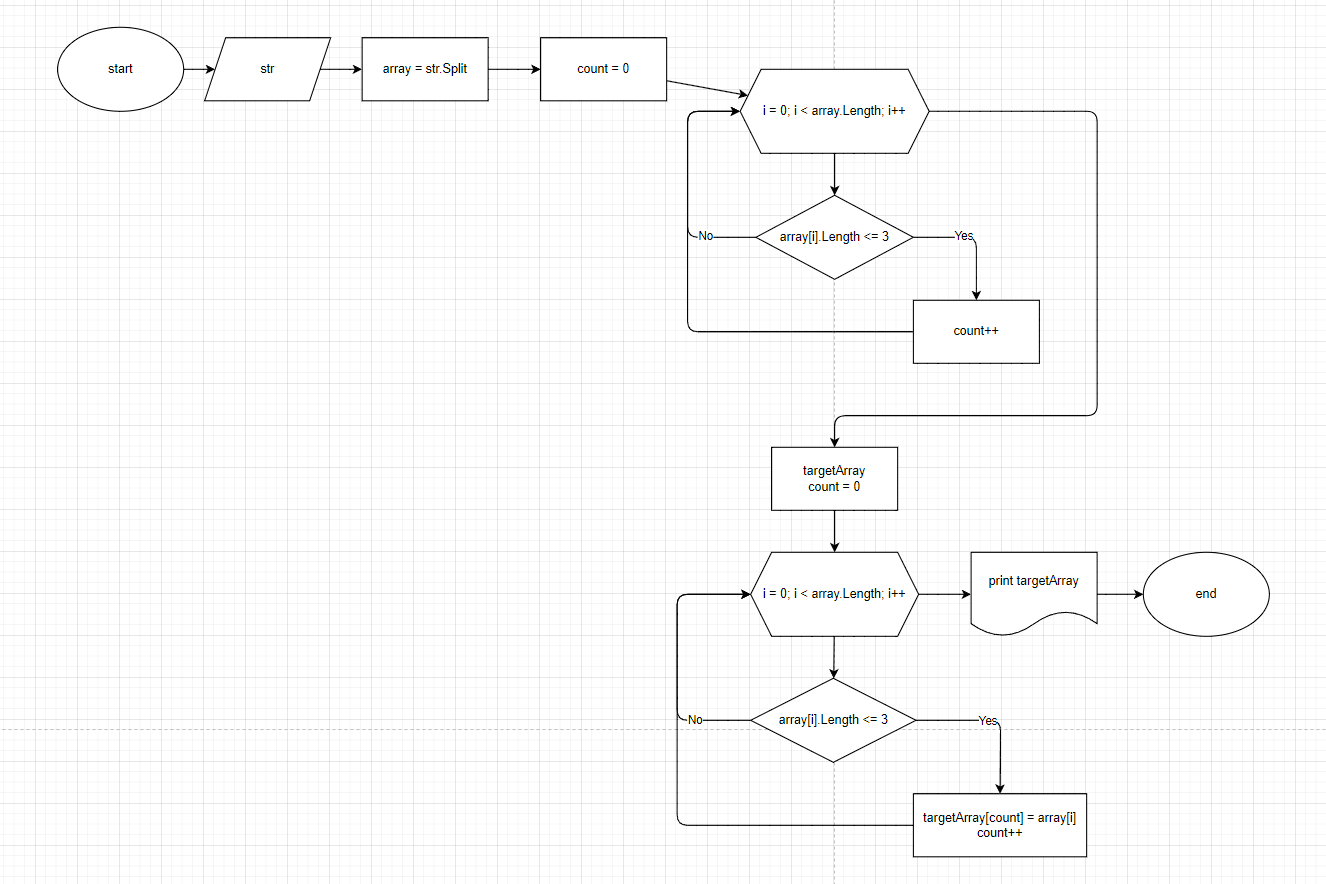 start
str
array = str.Split
count = 0
i = 0; i < array.Length; i++
array[i].Length <= 3
No
Yes
count++
targetArray
count = 0
i = 0; i < array.Length; i++
print targetArray
end
array[i].Length <= 3
No
Yes
targetArray[count] = array[i]
count++